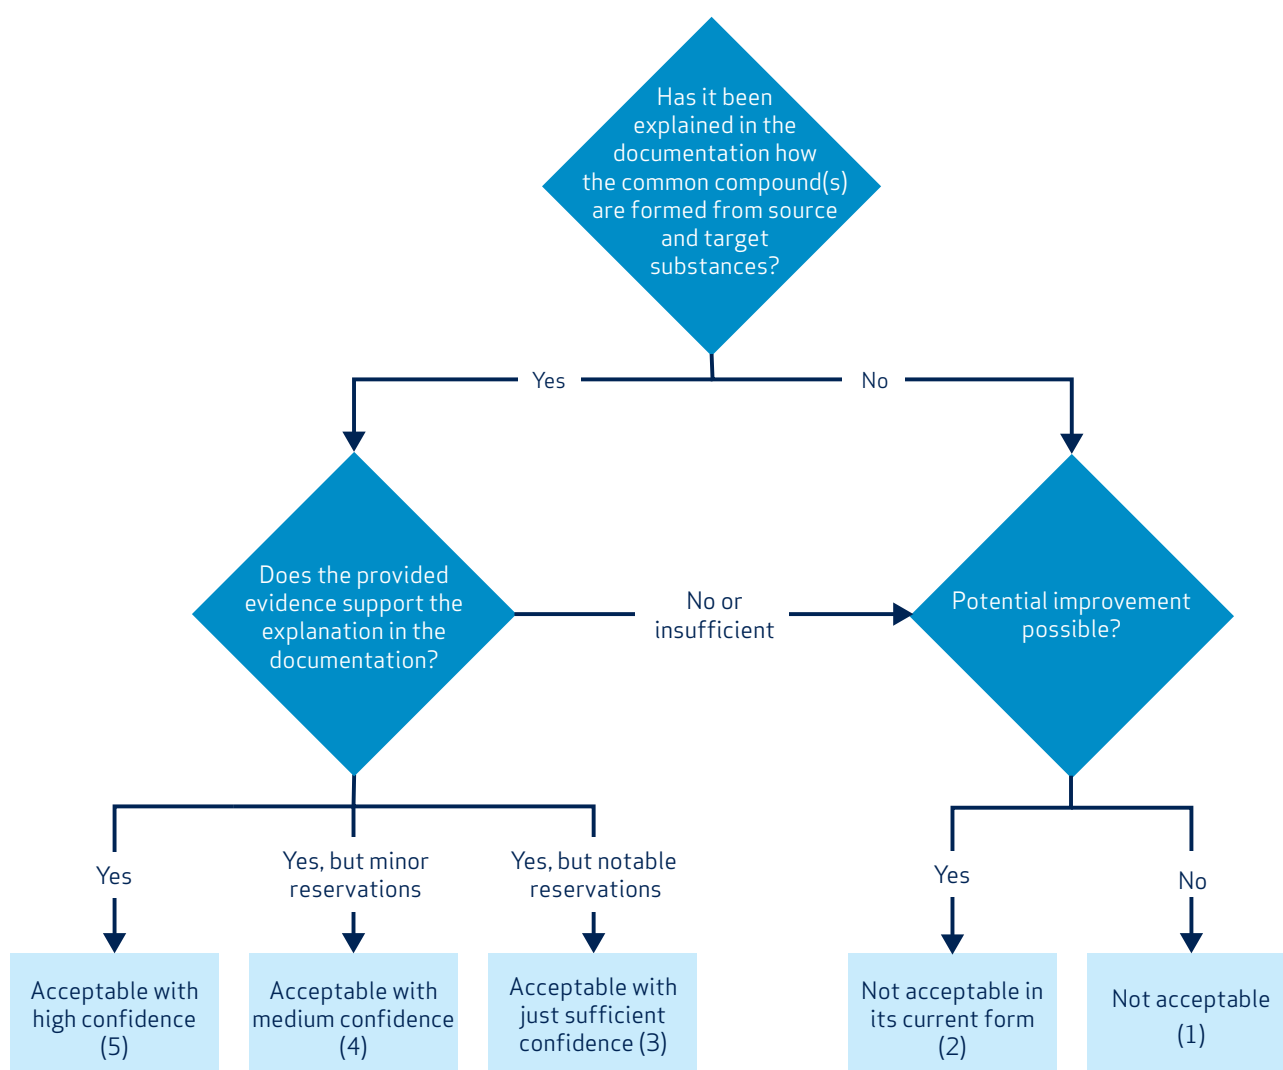 Has it been
explained in the
documentation how
the common compound(s)
are formed from source
and target
substances?
Yes
No
Does the provided
evidence support the
explanation in the
documentation?
No or
insufficient
Potential improvement
possible?
Yes
Yes, but minor
reservations
Yes, but notable
reservations
Yes
No
Acceptable with
high confidence
(5)
Acceptable with
medium confidence
(4)
Acceptable with
just sufficient
confidence (3)
Not acceptable in
its current form
(2)
Not acceptable
(1)